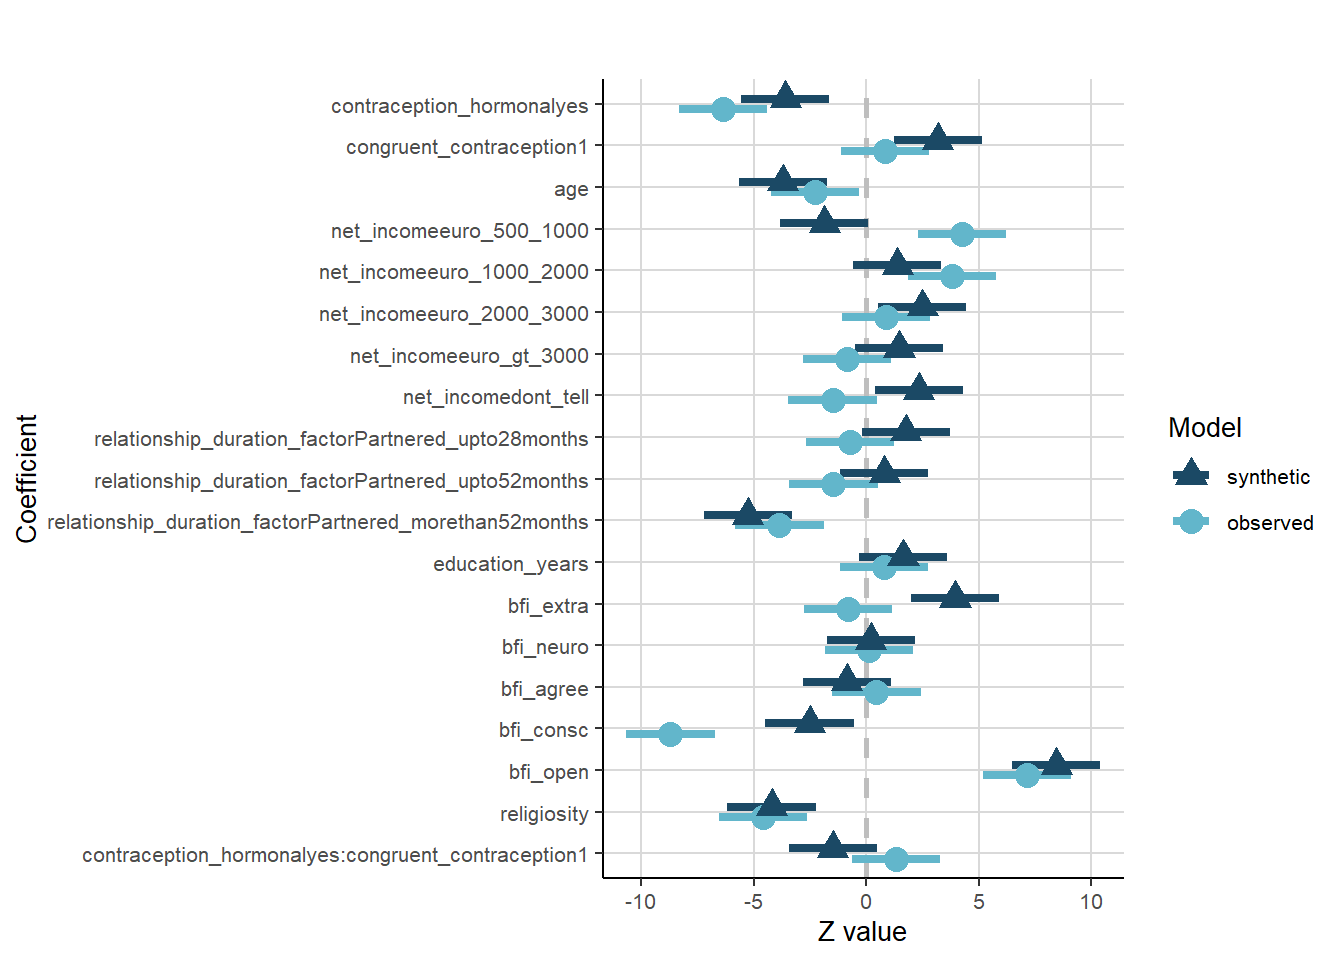 contraception_hormonalyes
congruent_contraception1
age
net_incomeeuro_500_1000
net_incomeeuro_1000_2000
net_incomeeuro_2000_3000
net_incomeeuro_gt_3000
net_incomedont_tell
relationship_duration_factorPartnered_upto28months
relationship_duration_factorPartnered_upto52months
relationship_duration_factorPartnered_morethan52months
education_years
bfi_extra
bfi_neuro
bfi_agree
bfi_consc
bfi_open
religiosity
contraception_hormonalyes:congruent_contraception1
Coefficient
-10 -5 0 5 10
Z value
Model
synthetic
observed